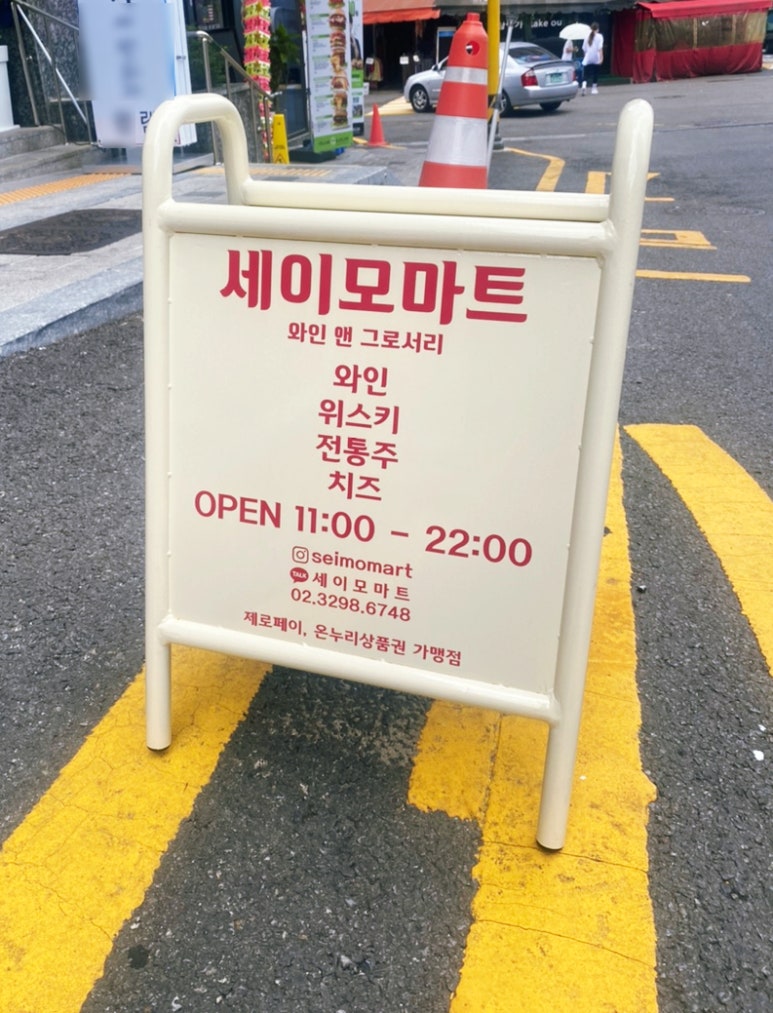 세이모마트
와인 앤 그로서리
와인
위스키
전통주
치즈
OPEN 11:00 - 22:00
seimomart
TALK 세이모마트
02.3298.6748
제로페이, 온누리상품권 가맹점